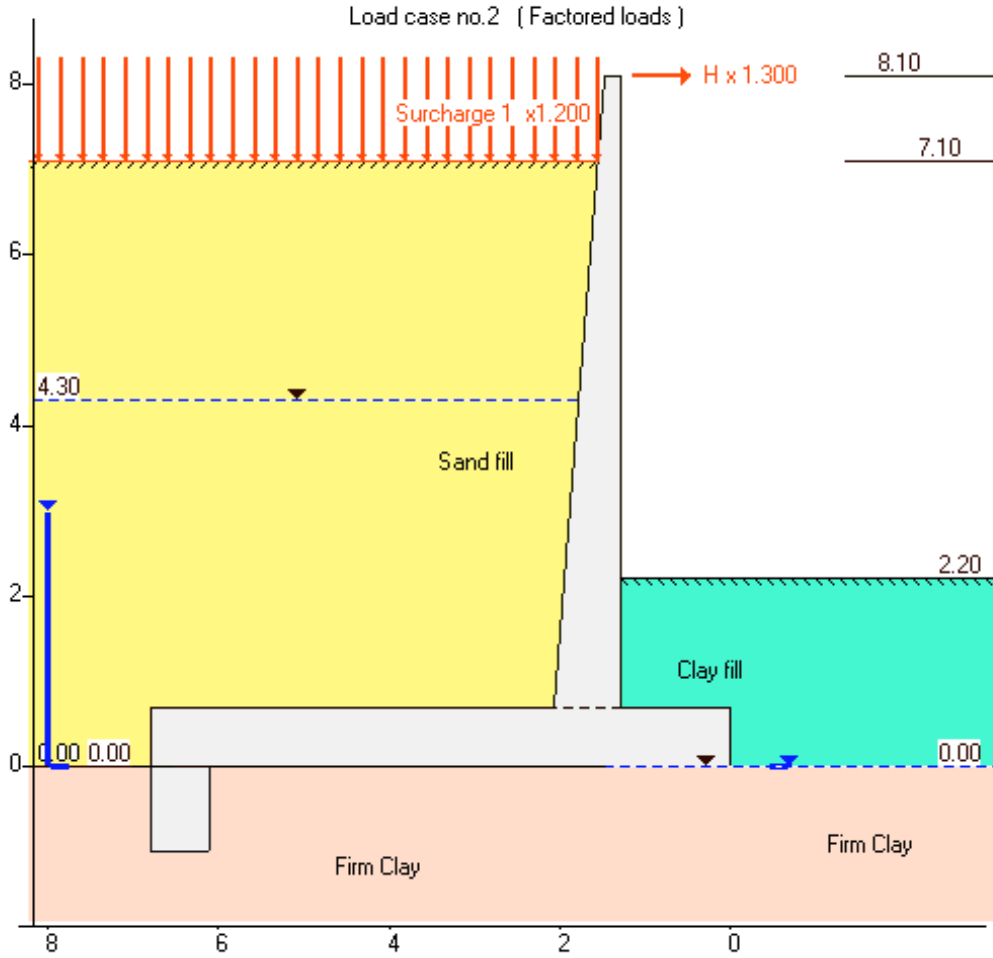 Load case no.2 ( Factored loads )
8
H x 1.300
8.10
Surcharge 1 x1.200
7.10
6
4.30
4
Sand fill
2.20
2
Clay fill
0.00 0.00
0.00
0
Firm Clay
Firm Clay
8 6 4 2 0